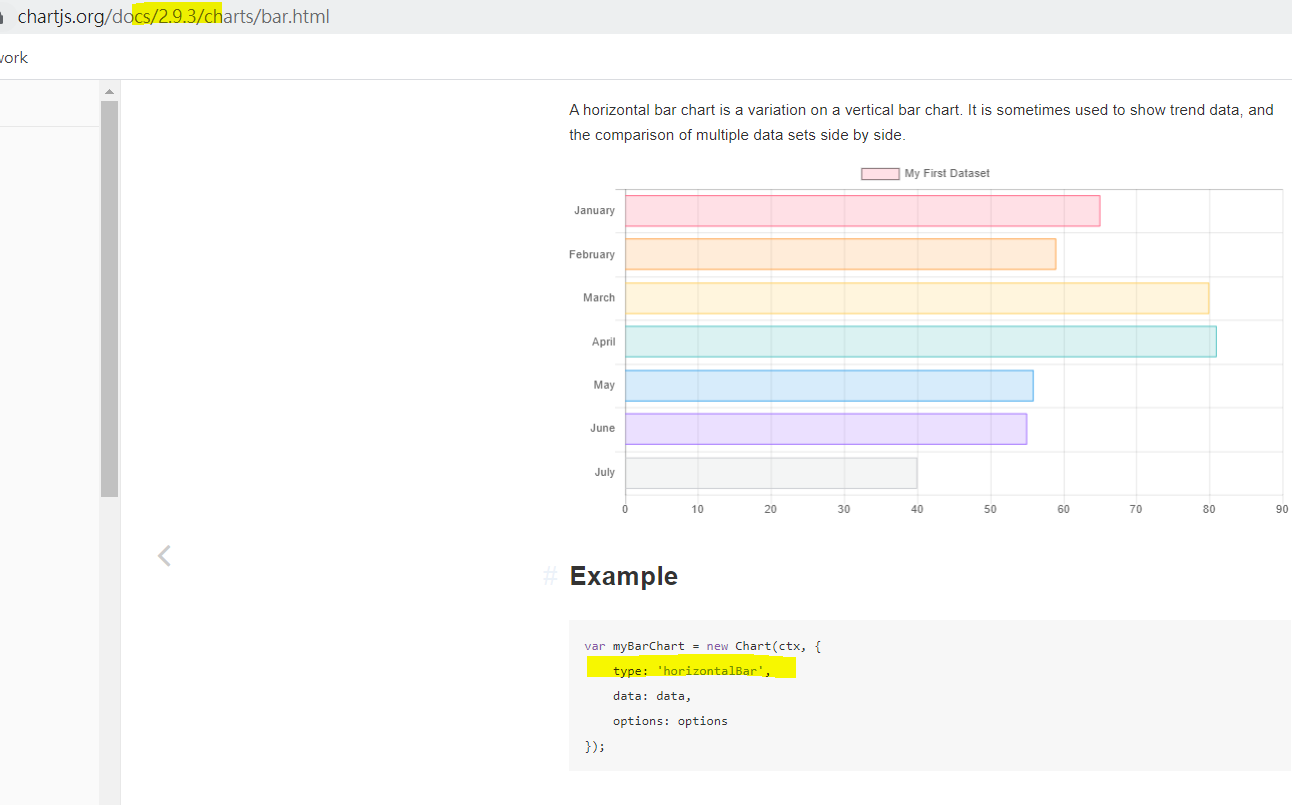 chartjs.org/docs/2.9.3/charts/bar.html
work
A horizontal bar chart is a variation on a vertical bar chart. It is sometimes used to show trend data, and
the comparison of multiple data sets side by side.
My First Dataset
January
February
March
April
May
June
July
0 10 20 30 40 50 60 70 80 90
# Example
var myBarChart = new Chart(ctx, {
    type: 'horizontalBar',
    data: data,
    options: options
});